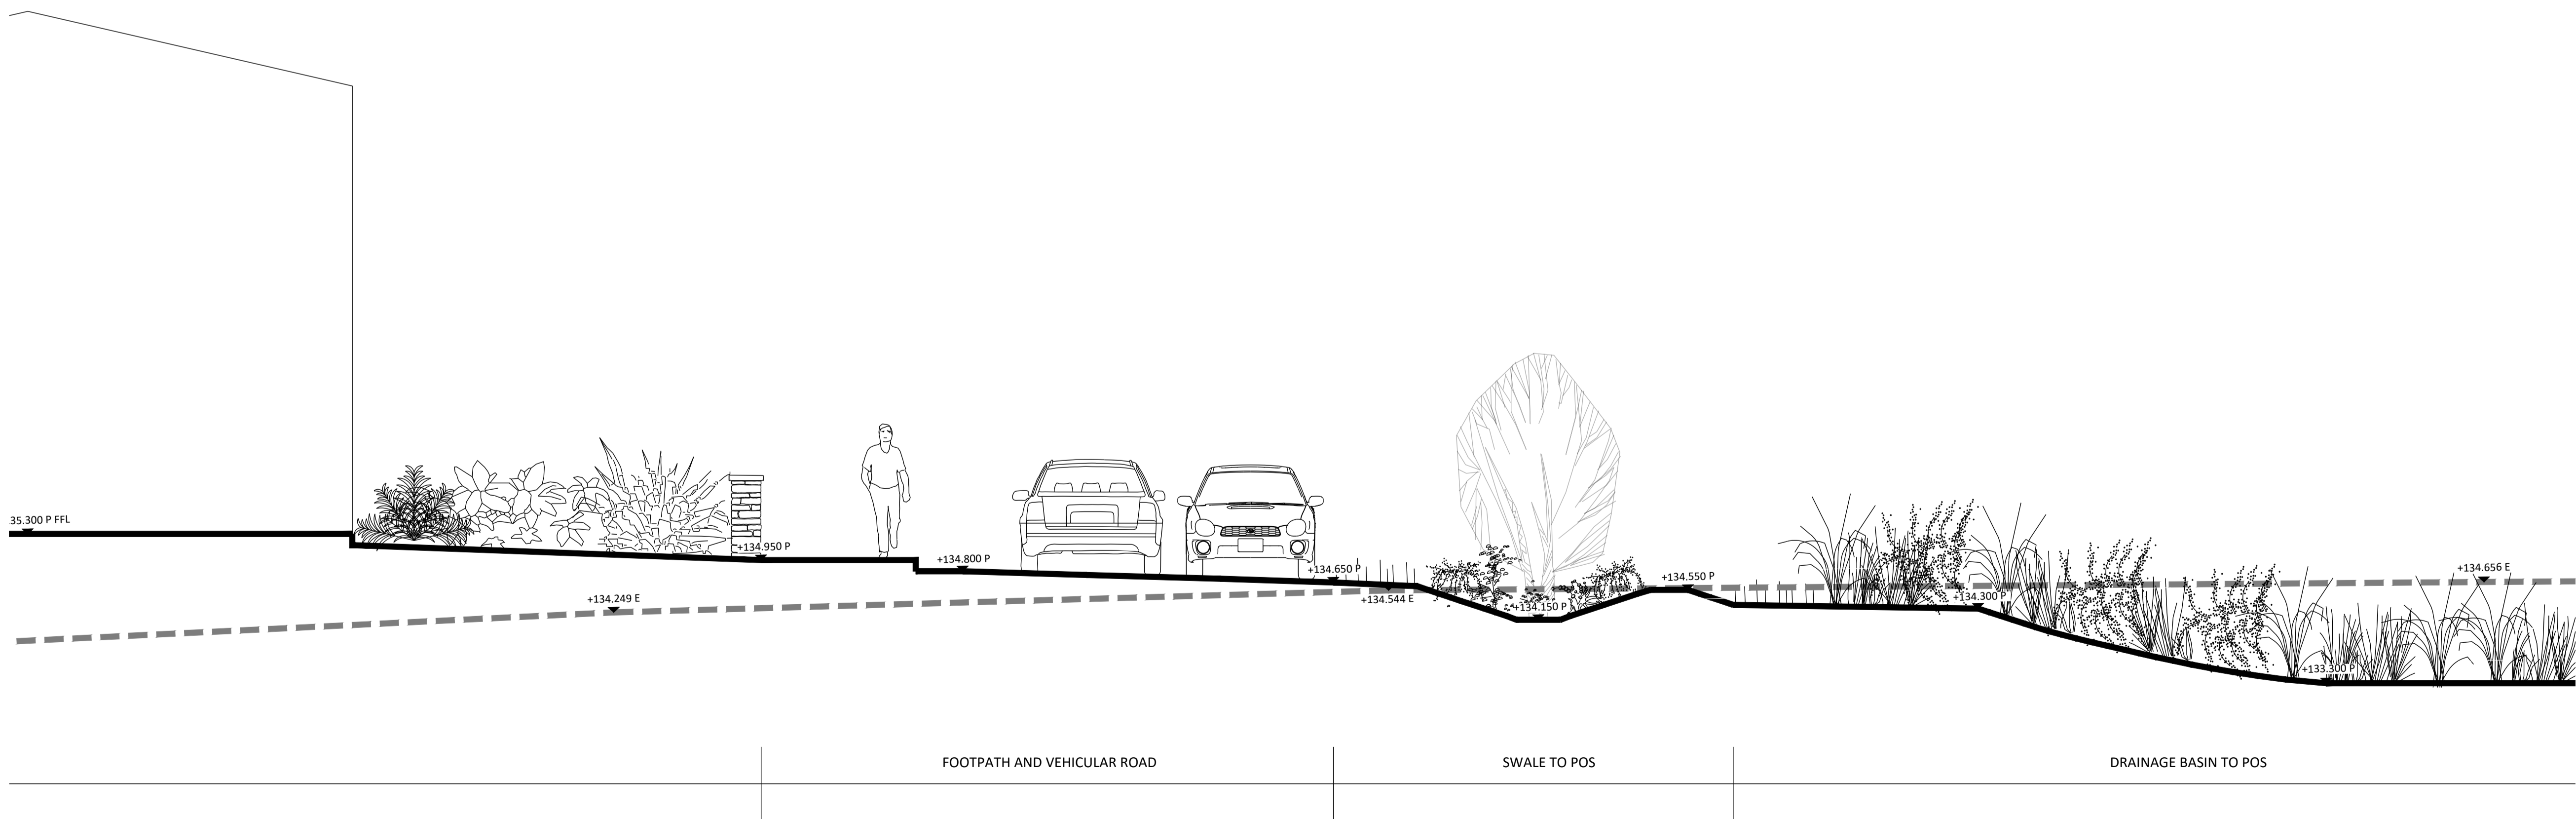 35.300 P FFL
+134.950 P
+134.800 P
+134.650 P
+134.550 P
+134.656 E
+134.249 E
+134.544 E
+134.150 P
+134.300 P
+133.300 P
FOOTPATH AND VEHICULAR ROAD
SWALE TO POS
DRAINAGE BASIN TO POS